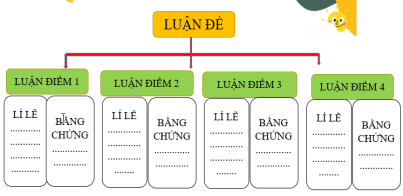 LUẬN ĐỀ
LUẬN ĐIỂM 1
LUẬN ĐIỂM 2
LUẬN ĐIỂM 3
LUẬN ĐIỂM 4
LÍ LẼ
............
............
............
........
BẰNG
CHỨNG
............
...........
LÍ LẼ
............
............
............
........
BẰNG
CHỨNG
............
...........
LÍ LẼ
............
............
............
........
BẰNG
CHỨNG
............
...........
LÍ LẼ
............
............
............
........
BẰNG
CHỨNG
............
...........